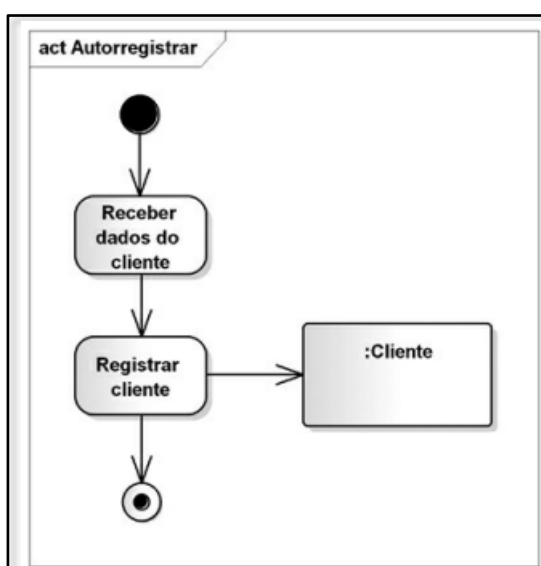 act Autorregistrar
Receber
dados do
cliente
Registrar
cliente
:Cliente